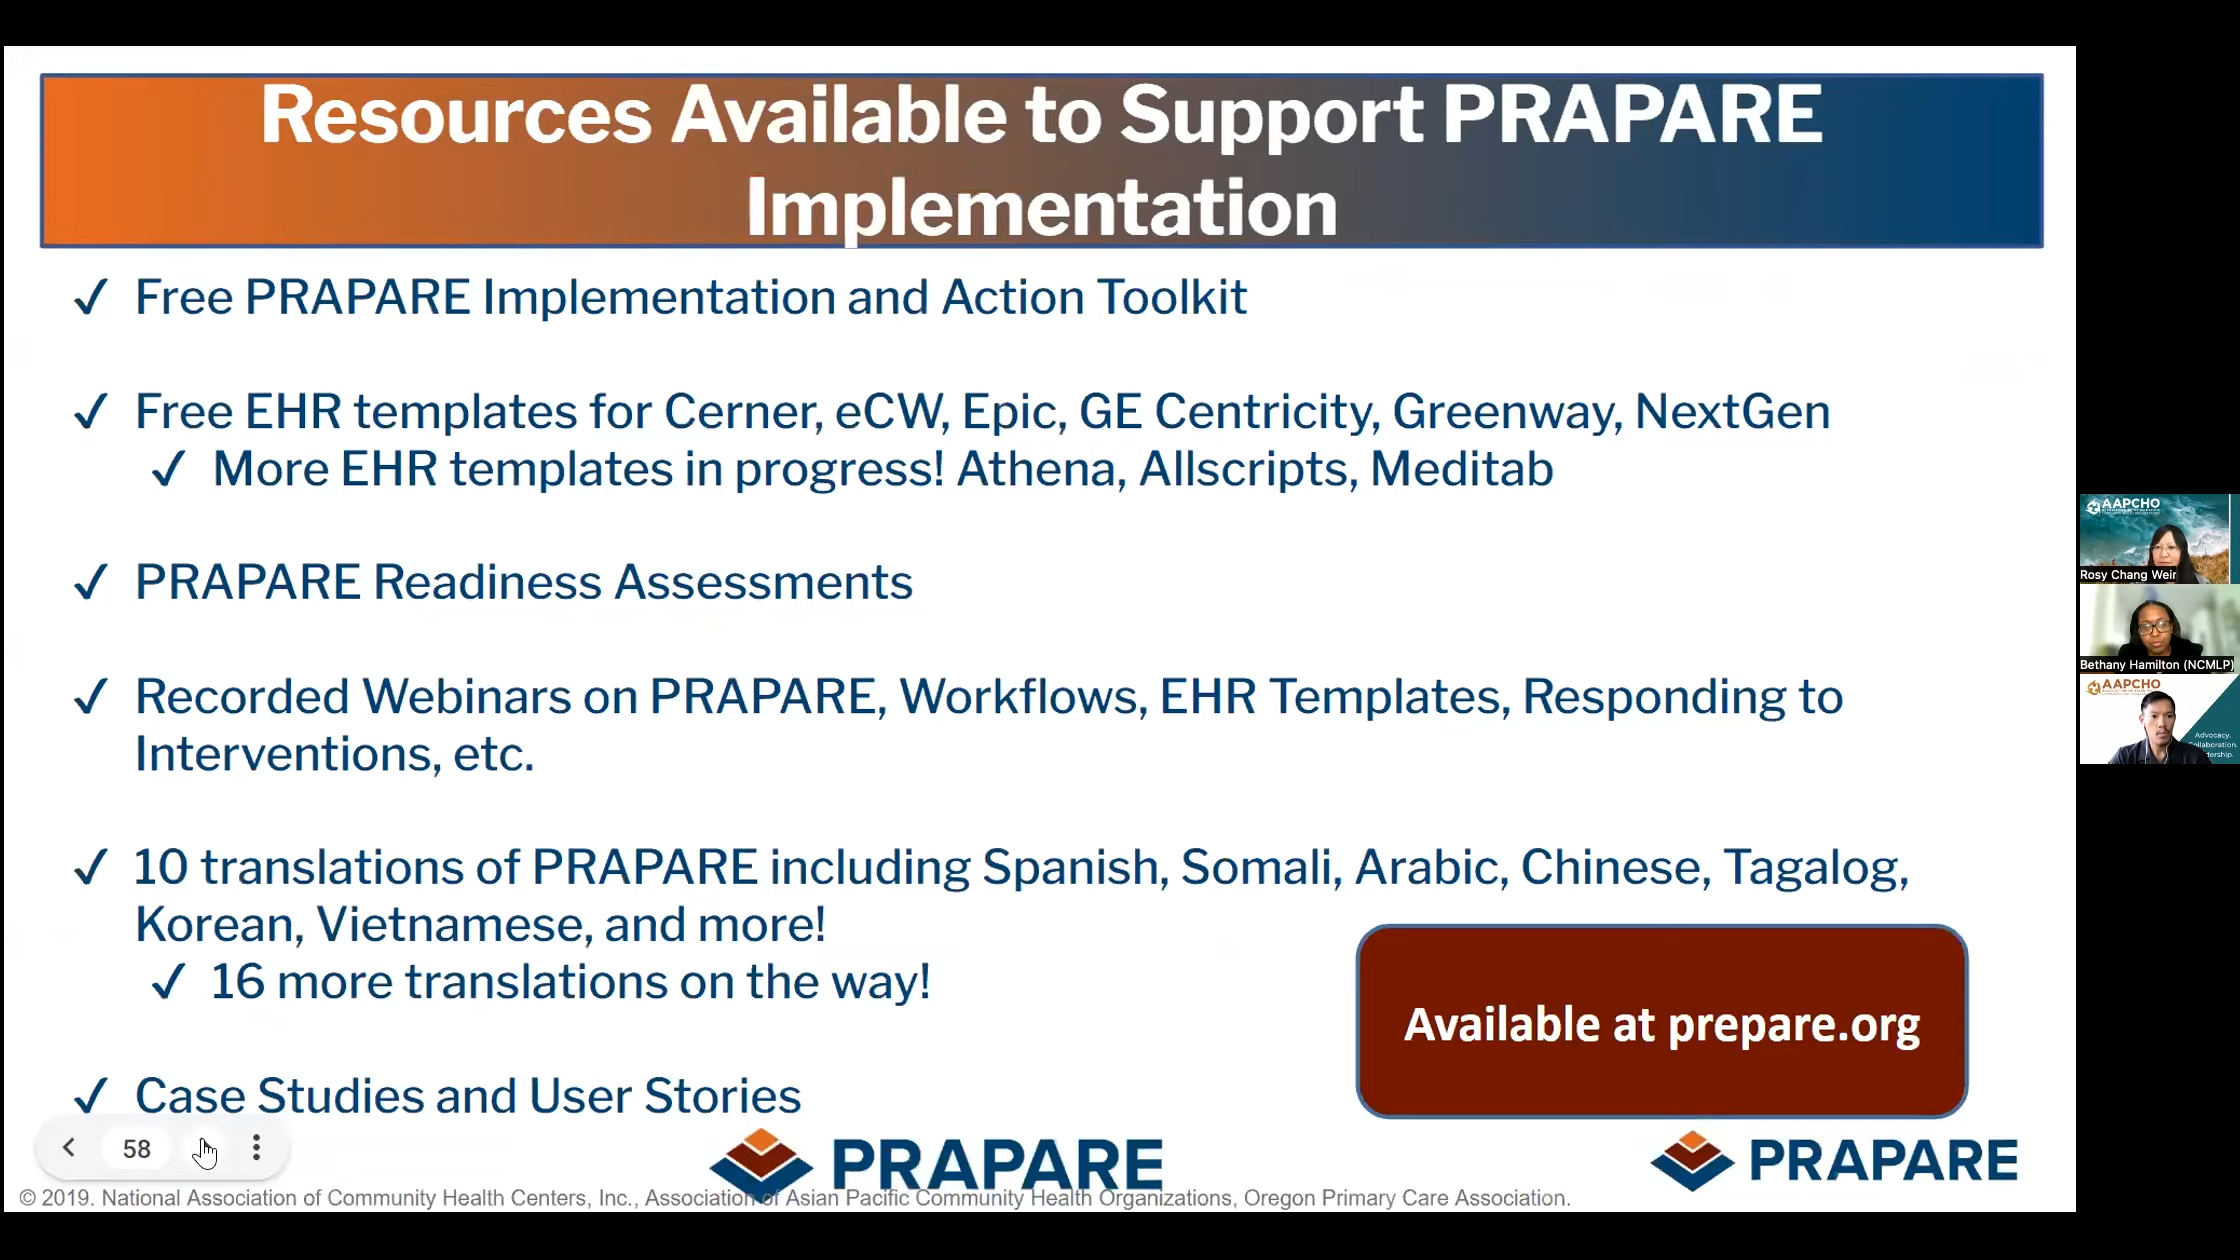 Resources Available to Support PRAPARE
Implementation
✓ Free PRAPARE Implementation and Action Toolkit
✓ Free EHR templates for Cerner, eCW, Epic, GE Centricity, Greenway, NextGen
✓ More EHR templates in progress! Athena, Allscripts, Meditab
✓ PRAPARE Readiness Assessments
✓ Recorded Webinars on PRAPARE, Workflows, EHR Templates, Responding to
Interventions, etc.
✓ 10 translations of PRAPARE including Spanish, Somali, Arabic, Chinese, Tagalog,
Korean, Vietnamese, and more!
✓ 16 more translations on the way!
✓ Case Studies and User Stories
Available at prepare.org
58
PRAPARE
PRAPARE
© 2019. National Association of Community Health Centers, Inc., Association of Asian Pacific Community Health Organizations, Oregon Primary Care Association.
AAPCHO
Rosy Chang Weir
Bethany Hamilton (NCMLP)
AAPCHO
Advocacy.